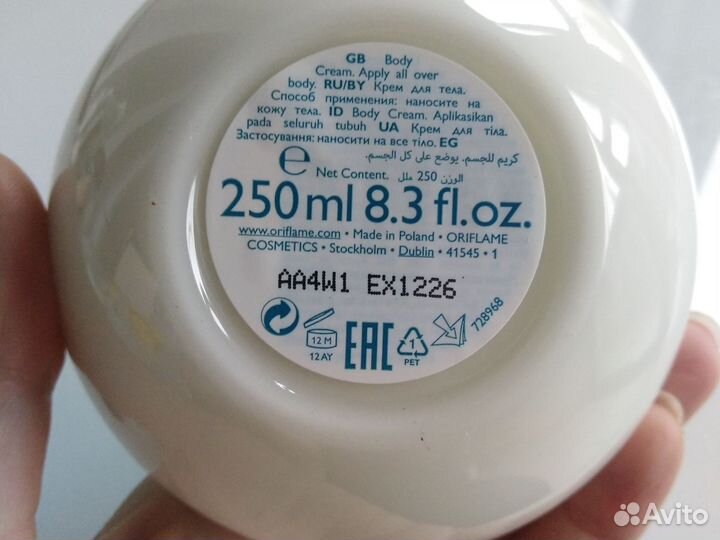 GB Body
Cream. Apply all over
body. RU/BY Крем для тела.
Способ применения: наносите на
кожу тела. ID Body Cream. Aplikasikan
pada seluruh tubuh UA Крем для тіла.
Застосування: наносити на все тіло. EG
كريم للجسم. يوضع على كل الجسم.
e Net Content. الوزن 250 ملل
250 ml 8.3 fl.oz.
www.oriflame.com • Made in Poland • ORIFLAME
COSMETICS • Stockholm • Dublin • 41545 • 1
AA4W1 EX1226
12 M
12AY
EAC
1
PET
728968
Avito